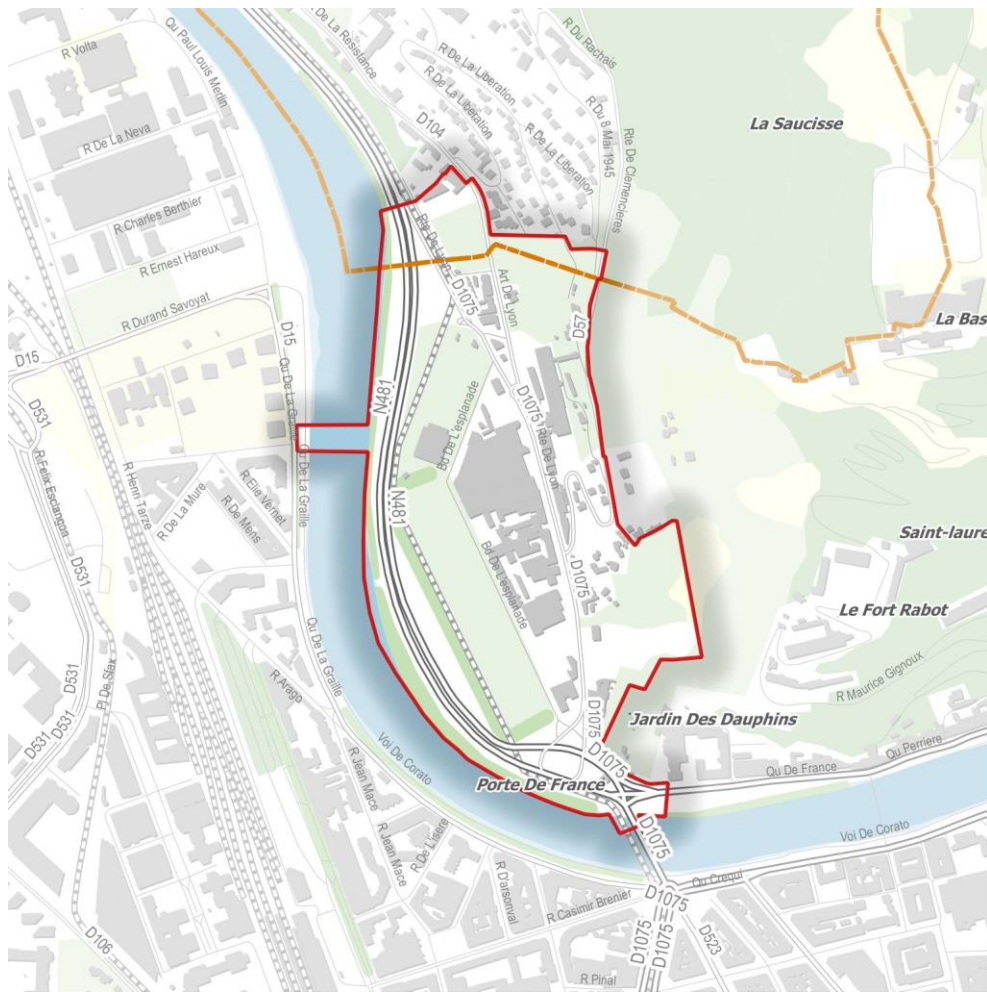 R Volta
Qu Paul Louis Merlin
R De La Resistance
R De La Liberation
R De La Liberation
R De La Liberation
R Du Rachais
D104
R Du 8 Mai 1945
Rte De Clemencieres
La Saucisse
R De La Neva
R Charles Berthier
R Ernest Hareux
R Durand Savoyat
Rte De Lyon
D1075
Art De Lyon
D57
La Bas
D15
D15
Qu De La Graille
N481
D1075
Rte De Lyon
Bd De L'esplanade
D531
R Felix Esclangon
R Henri Tarze
R De La Mure
R Elie Vernet
R De Mens
Qu De La Graille
N481
Bd De L'esplanade
D1075
Saint-laure
Le Fort Rabot
D531
D531
D531
Pl De Sfax
R Arago
Qu De La Graille
R Maurice Gignoux
D1075
Jardin Des Dauphins
Voi De Corato
R Jean Mace
D1075
Qu De France
Qu Perriere
Porte De France
D1075
Voi De Corato
R Jean Mace
R De L'isere
R D'arsonval
R Casimir Brenier
Qu Crequi
D1075
D106
D1075
D1075
D523
R Pinal